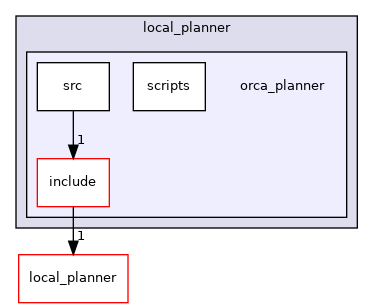 local_planner
src
scripts
orca_planner
1
include
1
local_planner